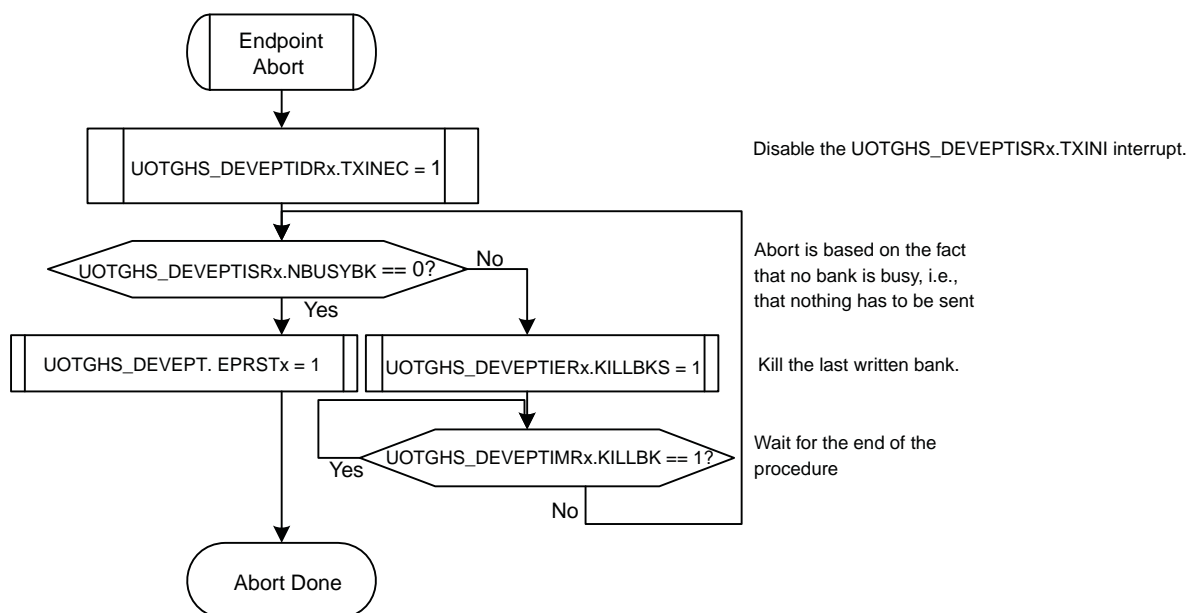 Endpoint
Abort
UOTGHS_DEVEPTIDRx.TXINEC = 1
Disable the UOTGHS_DEVEPTISRx.TXINI interrupt.
UOTGHS_DEVEPTISRx.NBUSYBK == 0?
No
Yes
Abort is based on the fact
that no bank is busy, i.e.,
that nothing has to be sent
UOTGHS_DEVEPT. EPRSTx = 1
UOTGHS_DEVEPTIERx.KILLBKS = 1
Kill the last written bank.
UOTGHS_DEVEPTIMRx.KILLBK == 1?
Yes
No
Wait for the end of the
procedure
Abort Done